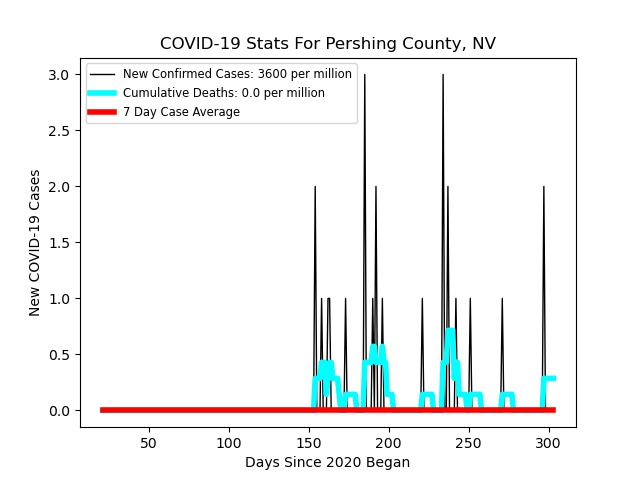 COVID-19 Stats For Pershing County, NV
New Confirmed Cases: 3600 per million
Cumulative Deaths: 0.0 per million
7 Day Case Average
New COVID-19 Cases
3.0
2.5
2.0
1.5
1.0
0.5
0.0
50 100 150 200 250 300
Days Since 2020 Began